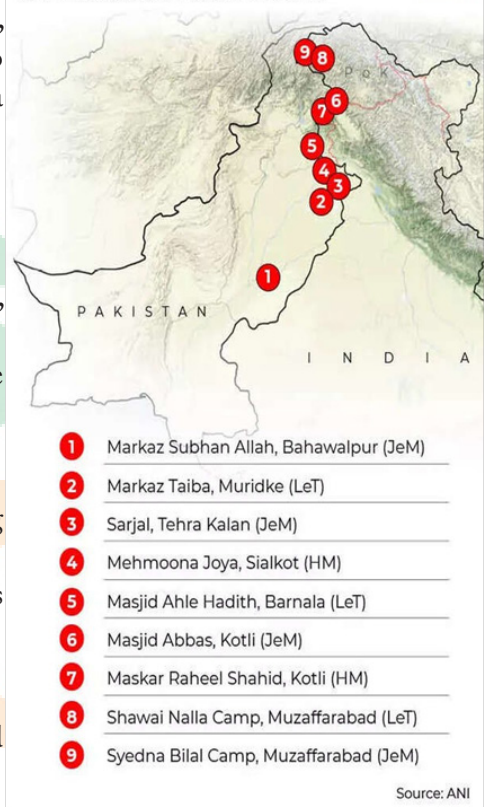 9 8
P o K
6
7
5
4
3
2
1
PAKISTAN
INDIA
1 Markaz Subhan Allah, Bahawalpur (JeM)
2 Markaz Taiba, Muridke (LeT)
3 Sarjal, Tehra Kalan (JeM)
4 Mehmoona Joya, Sialkot (HM)
5 Masjid Ahle Hadith, Barnala (LeT)
6 Masjid Abbas, Kotli (JeM)
7 Maskar Raheel Shahid, Kotli (HM)
8 Shawai Nalla Camp, Muzaffarabad (LeT)
9 Syedna Bilal Camp, Muzaffarabad (JeM)
Source: ANI